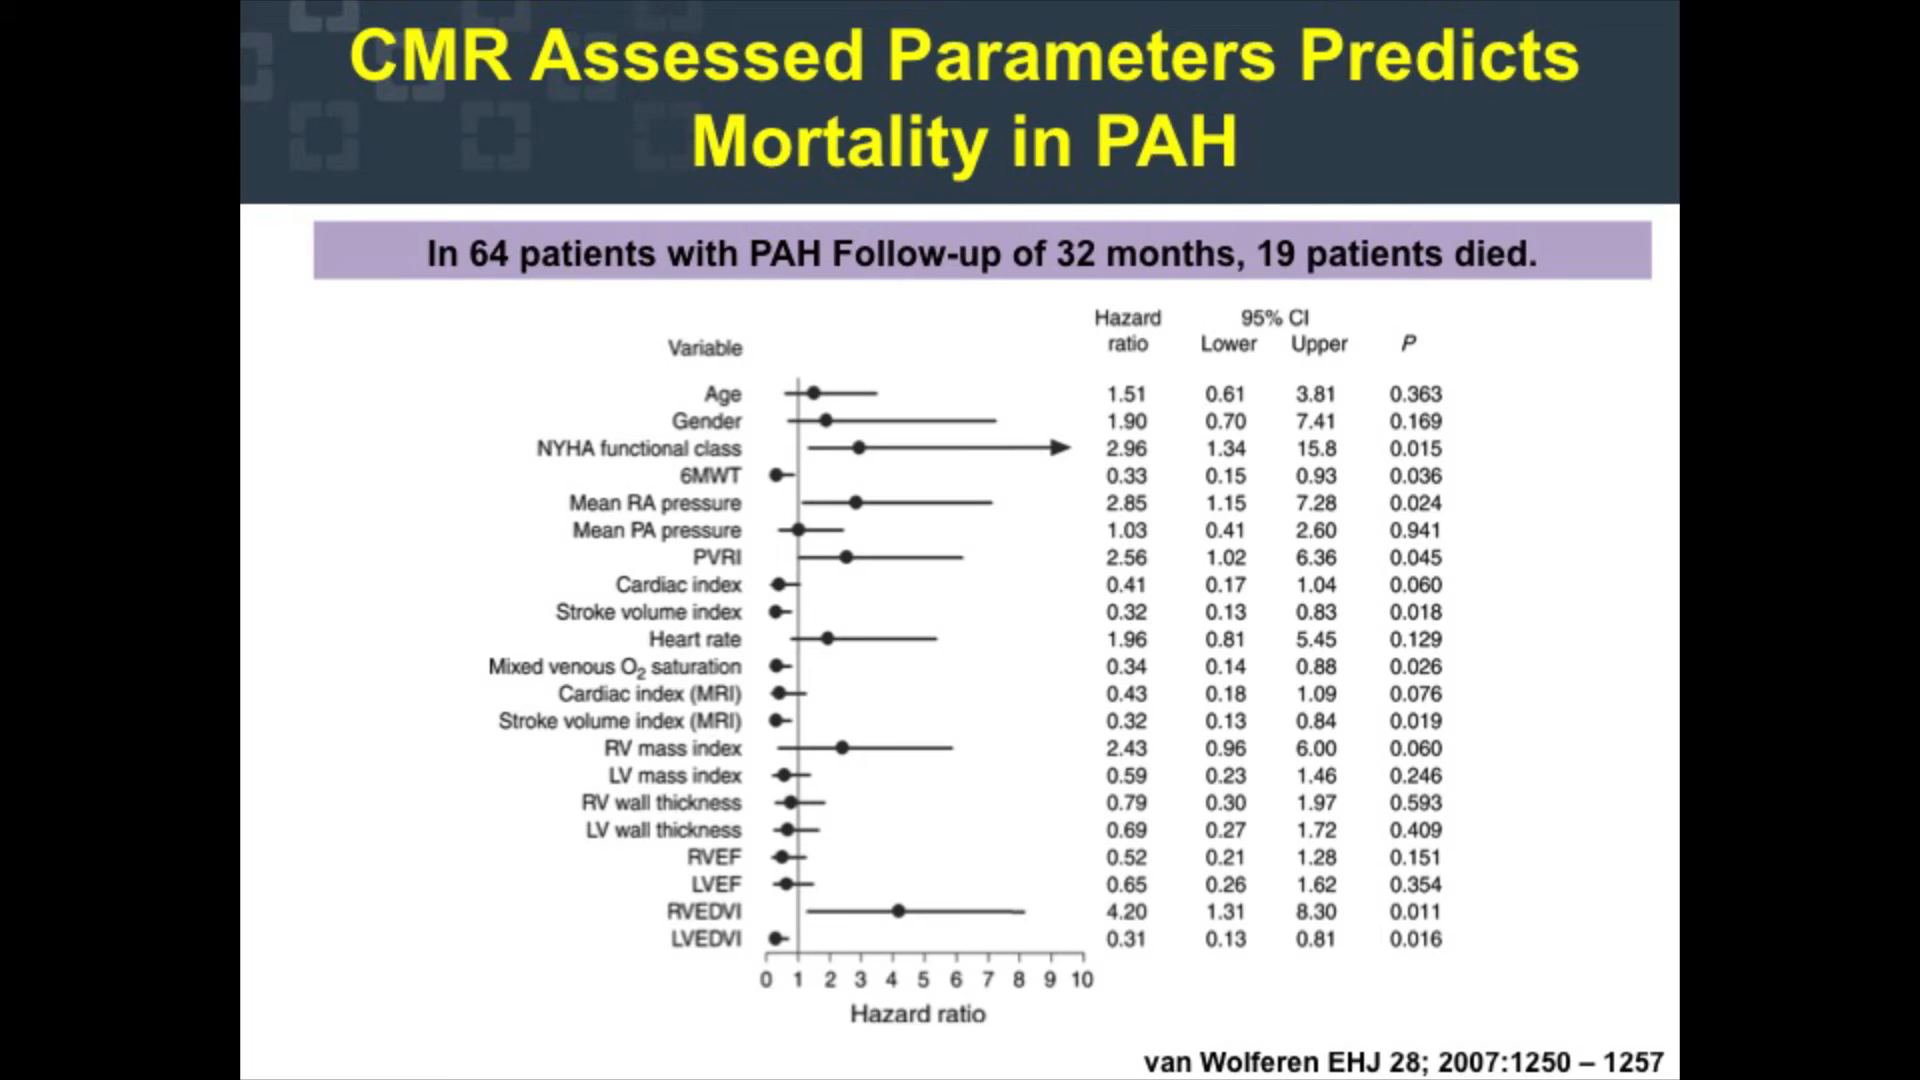 CMR Assessed Parameters Predicts
Mortality in PAH
In 64 patients with PAH Follow-up of 32 months, 19 patients died.
Variable Hazard ratio 95% CI Lower Upper P
Age 1.51 0.61 3.81 0.363
Gender 1.90 0.70 7.41 0.169
NYHA functional class 2.96 1.34 15.8 0.015
6MWT 0.33 0.15 0.93 0.036
Mean RA pressure 2.85 1.15 7.28 0.024
Mean PA pressure 1.03 0.41 2.60 0.941
PVRI 2.56 1.02 6.36 0.045
Cardiac index 0.41 0.17 1.04 0.060
Stroke volume index 0.32 0.13 0.83 0.018
Heart rate 1.96 0.81 5.45 0.129
Mixed venous O₂ saturation 0.34 0.14 0.88 0.026
Cardiac index (MRI) 0.43 0.18 1.09 0.076
Stroke volume index (MRI) 0.32 0.13 0.84 0.019
RV mass index 2.43 0.96 6.00 0.060
LV mass index 0.59 0.23 1.46 0.246
RV wall thickness 0.79 0.30 1.97 0.593
LV wall thickness 0.69 0.27 1.72 0.409
RVEF 0.52 0.21 1.28 0.151
LVEF 0.65 0.26 1.62 0.354
RVEDVI 4.20 1.31 8.30 0.011
LVEDVI 0.31 0.13 0.81 0.016
0 1 2 3 4 5 6 7 8 9 10
Hazard ratio
van Wolferen EHJ 28; 2007:1250 – 1257